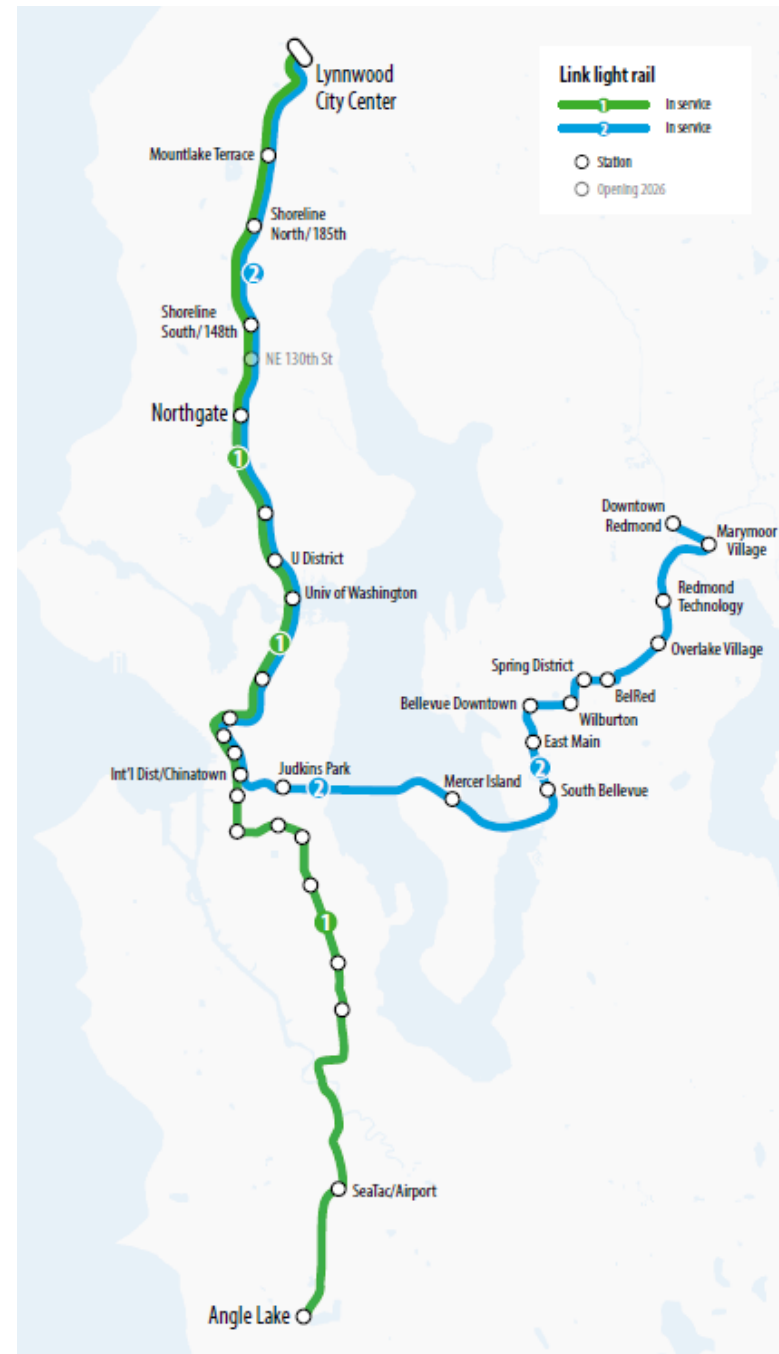 Lynnwood
City Center
Link light rail
1 In service
2 In service
Station
Opening 2026
Mountlake Terrace
Shoreline
North/185th
2
Shoreline
South/148th
NE 130th St
Northgate
1
U District
Univ of Washington
1
Downtown
Redmond
Marymoor
Village
Redmond
Technology
Overlake Village
Spring District
BelRed
Bellevue Downtown
Wilburton
East Main
2
South Bellevue
Int'l Dist/Chinatown
Judkins Park
2
Mercer Island
1
SeaTac/Airport
Angle Lake